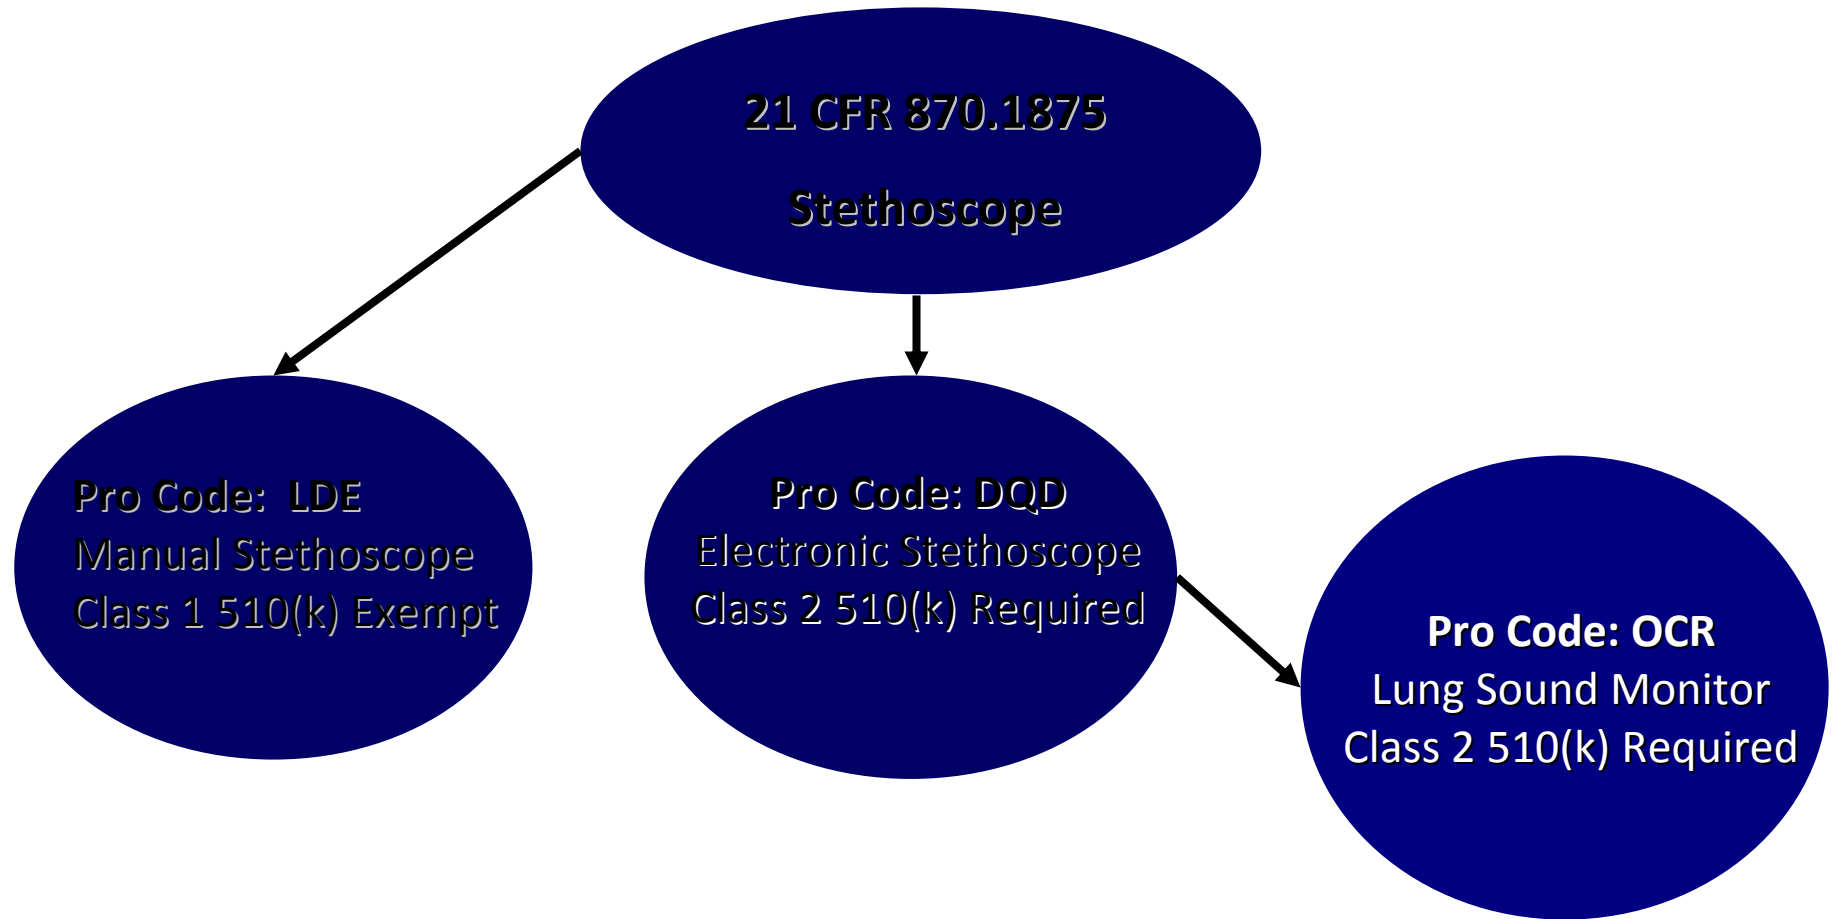 21 CFR 870.1875
Stethoscope
Pro Code:  LDE
Manual Stethoscope
Class 1 510(k) Exempt
Pro Code: DQD
Electronic Stethoscope
Class 2 510(k) Required
Pro Code: OCR
Lung Sound Monitor
Class 2 510(k) Required